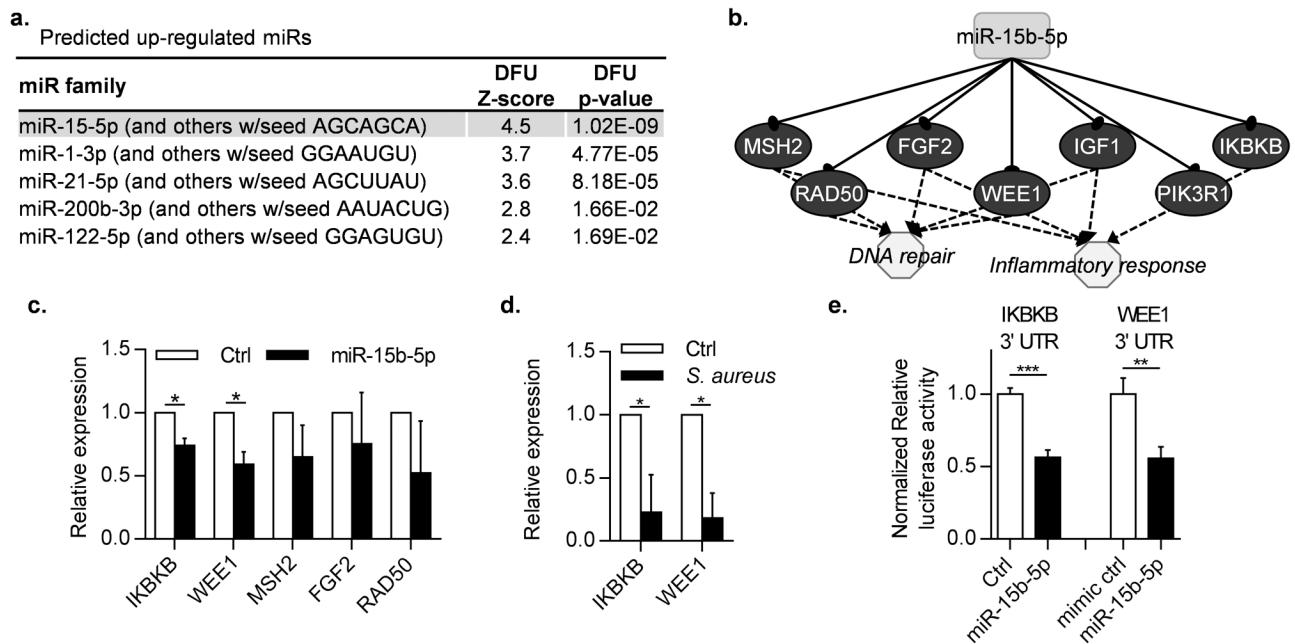 a.
Predicted up-regulated miRs
miR family
DFU Z-score
DFU p-value
miR-15-5p (and others w/seed AGCAGCA) 4.5 1.02E-09
miR-1-3p (and others w/seed GGAAUGU) 3.7 4.77E-05
miR-21-5p (and others w/seed AGCUUAU) 3.6 8.18E-05
miR-200b-3p (and others w/seed AAUACUG) 2.8 1.66E-02
miR-122-5p (and others w/seed GGAGUGU) 2.4 1.69E-02
b.
miR-15b-5p
MSH2 FGF2 IGF1 IKBKB
RAD50 WEE1 PIK3R1
DNA repair
Inflammatory response
c.
Relative expression
Ctrl miR-15b-5p
* *
1.5
1.0
0.5
0.0
IKBKB
WEE1
MSH2
FGF2
RAD50
d.
Relative expression
Ctrl
S. aureus
* *
1.5
1.0
0.5
0.0
IKBKB
WEE1
e.
IKBKB
3' UTR
WEE1
3' UTR
*** **
Normalized Relative
luciferase activity
1.0
0.5
0.0
Ctrl
miR-15b-5p
mimic ctrl
miR-15b-5p